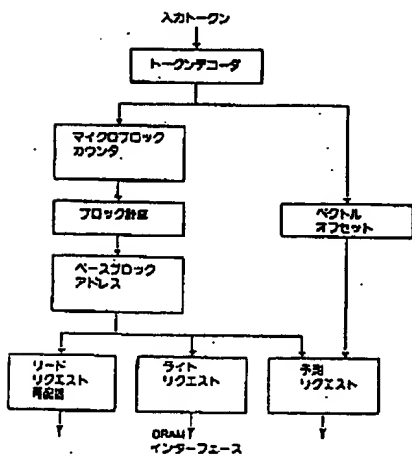 入力トークン
トークンデコーダ
マイクロブロック
カウンタ
ブロック計算
ベクトル
オフセット
ベースブロック
アドレス
リード
リクエスト
再配置
ライト
リクエスト
予測
リクエスト
DRAM
インターフェース